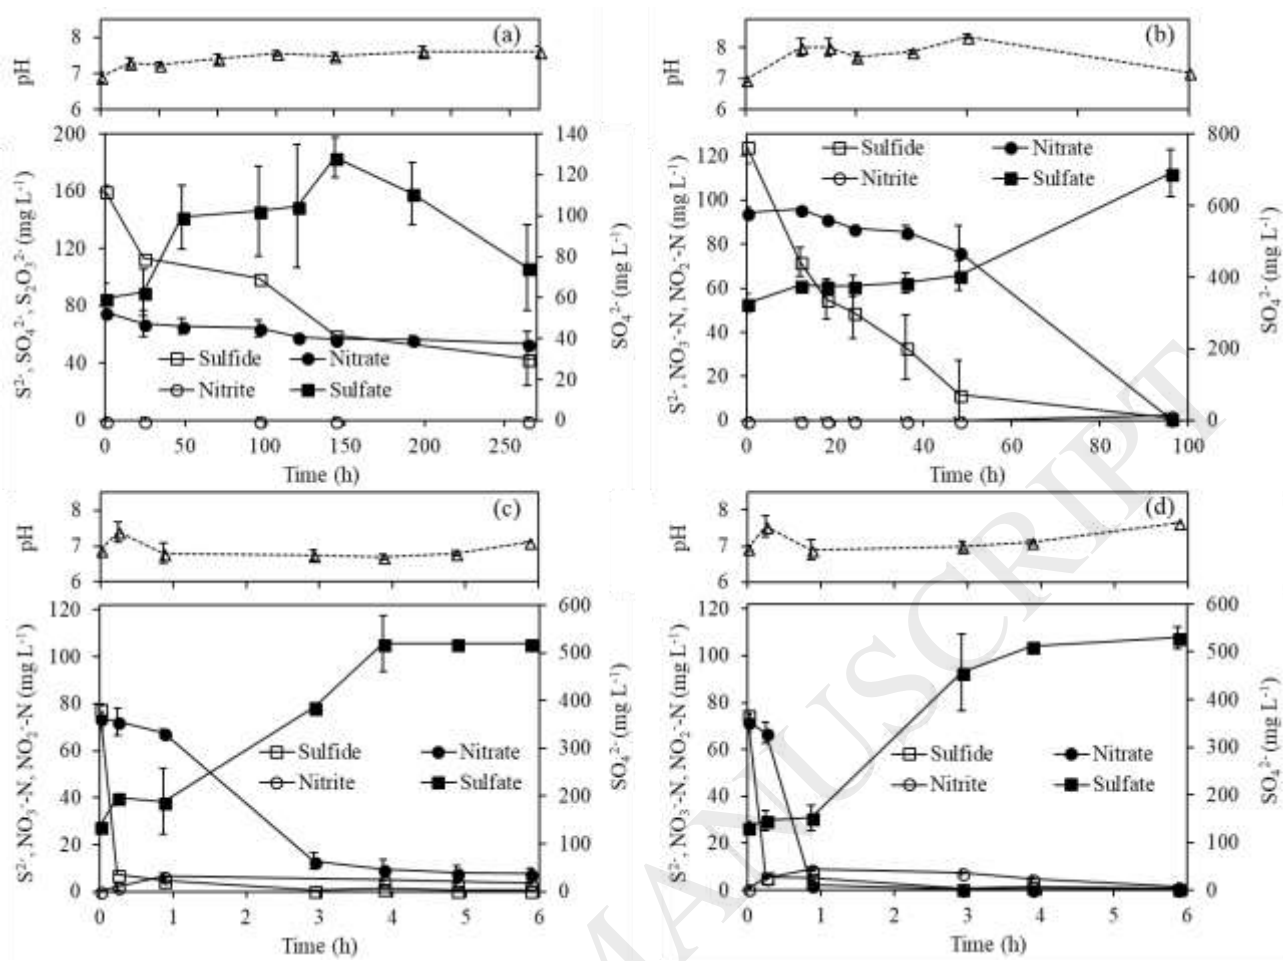 (a)
8
7
6
pH
200
160
120
80
40
0
S²⁻, SO₄²⁻, S₂O₃²⁻ (mg L⁻¹)
140
120
100
80
60
40
20
0
SO₄²⁻ (mg L⁻¹)
Sulfide Nitrate
Nitrite Sulfate
0 50 100 150 200 250
Time (h)
(b)
8
7
6
pH
120
100
80
60
40
20
0
S²⁻, NO₃⁻-N, NO₂⁻-N (mg L⁻¹)
800
600
400
200
0
SO₄²⁻ (mg L⁻¹)
Sulfide Nitrate
Nitrite Sulfate
0 20 40 60 80 100
Time (h)
(c)
8
7
6
pH
120
100
80
60
40
20
0
S²⁻, NO₃⁻-N, NO₂⁻-N (mg L⁻¹)
600
500
400
300
200
100
0
SO₄²⁻ (mg L⁻¹)
Sulfide Nitrate
Nitrite Sulfate
0 1 2 3 4 5 6
Time (h)
(d)
8
7
6
pH
120
100
80
60
40
20
0
S²⁻, NO₃⁻-N, NO₂⁻-N (mg L⁻¹)
600
500
400
300
200
100
0
SO₄²⁻ (mg L⁻¹)
Sulfide Nitrate
Nitrite Sulfate
0 1 2 3 4 5 6
Time (h)
MANUSCRIPT